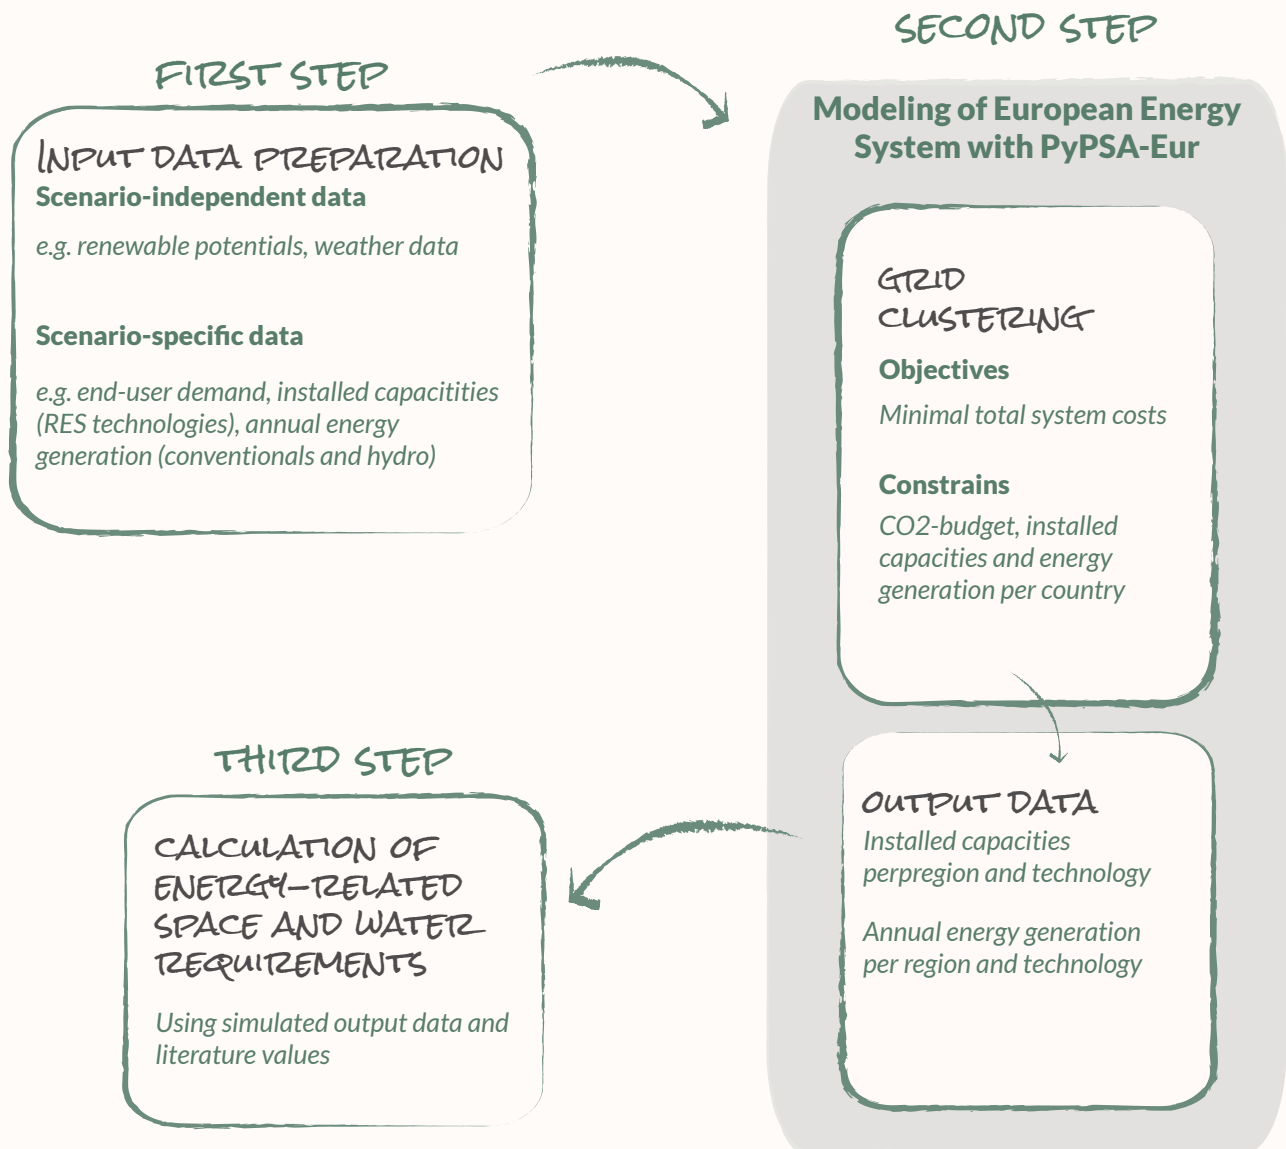 FIRST STEP
INPUT DATA PREPARATION
Scenario-independent data
e.g. renewable potentials, weather data
Scenario-specific data
e.g. end-user demand, installed capacitities
(RES technologies), annual energy
generation (conventionals and hydro)
SECOND STEP
Modeling of European Energy
System with PyPSA-Eur
GRID
CLUSTERING
Objectives
Minimal total system costs
Constrains
CO2-budget, installed
capacities and energy
generation per country
OUTPUT DATA
Installed capacities
perpregion and technology
Annual energy generation
per region and technology
THIRD STEP
CALCULATION OF
ENERGY-RELATED
SPACE AND WATER
REQUIREMENTS
Using simulated output data and
literature values